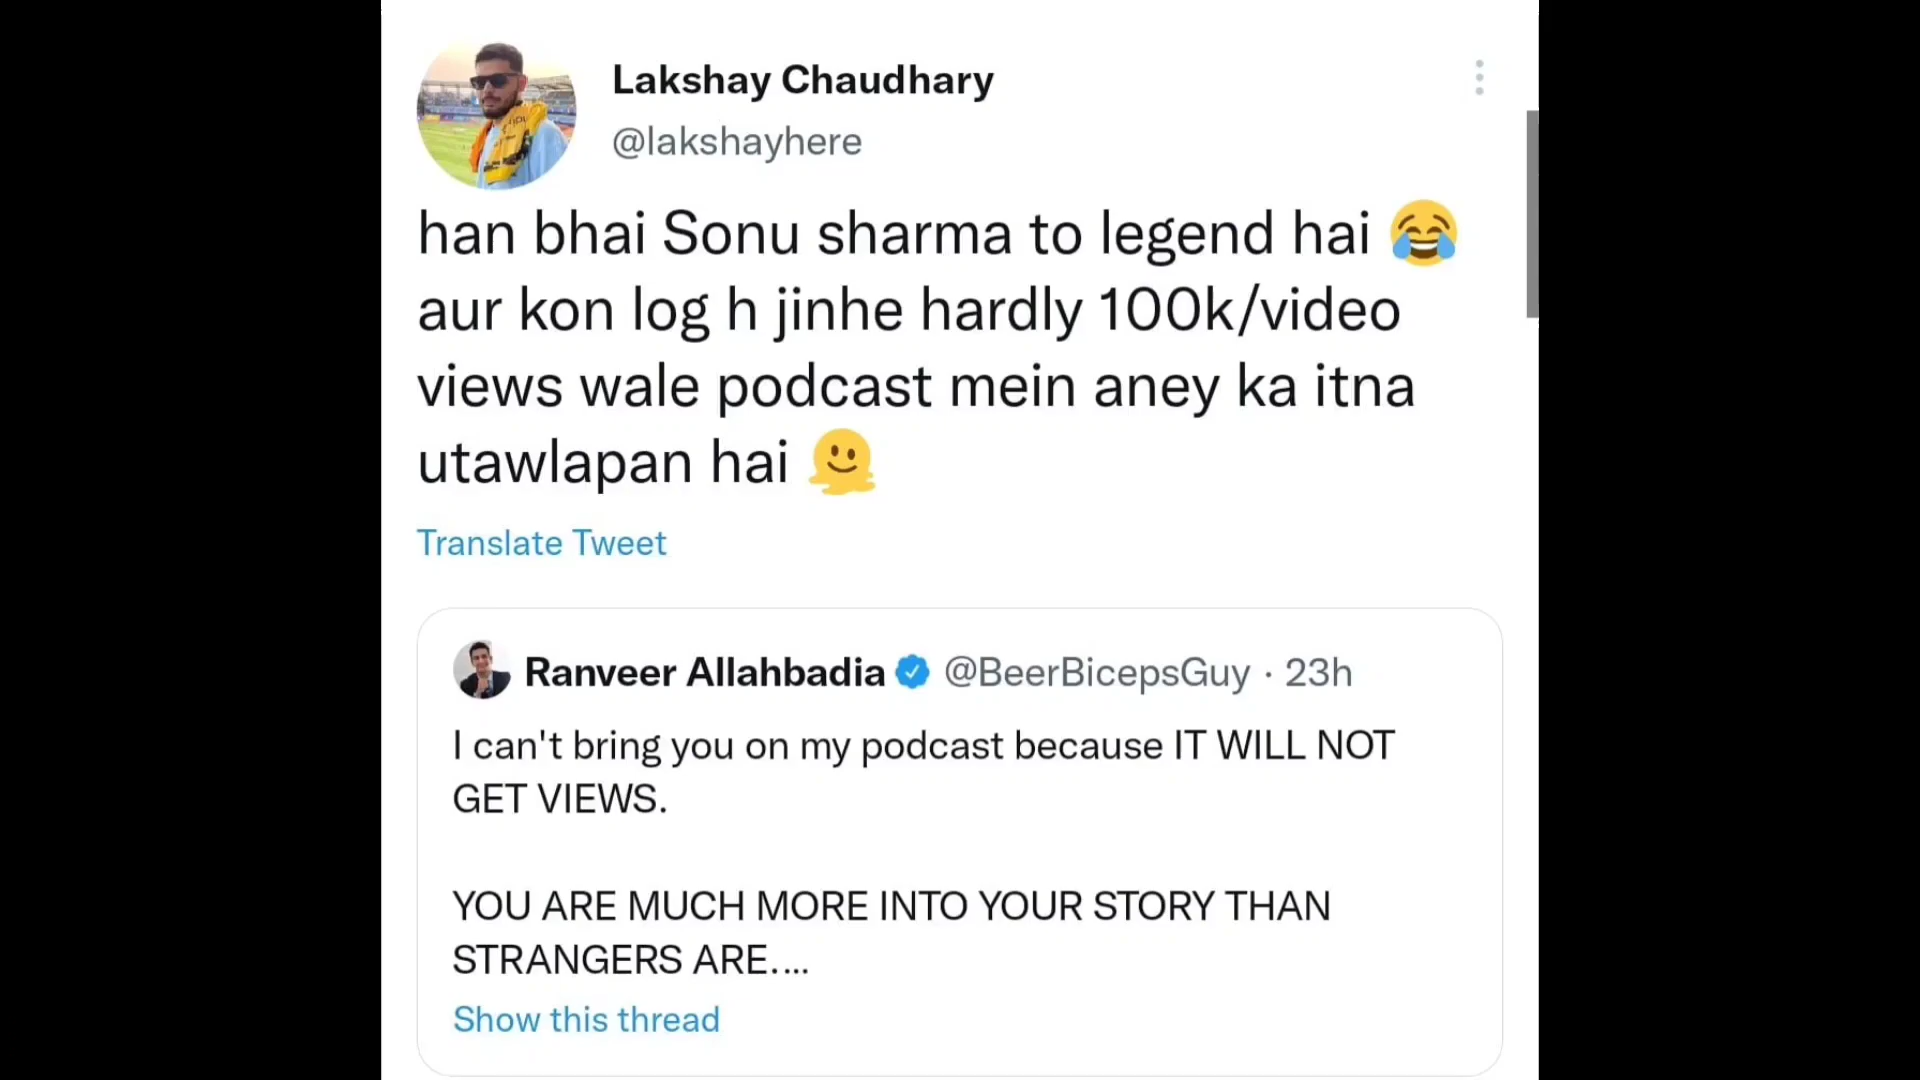 Lakshay Chaudhary
@lakshayhere
han bhai Sonu sharma to legend hai 😂
aur kon log h jinhe hardly 100k/video
views wale podcast mein aney ka itna
utawlapan hai 🫠
Translate Tweet
Ranveer Allahbadia @BeerBicepsGuy · 23h
I can't bring you on my podcast because IT WILL NOT
GET VIEWS.
YOU ARE MUCH MORE INTO YOUR STORY THAN
STRANGERS ARE....
Show this thread